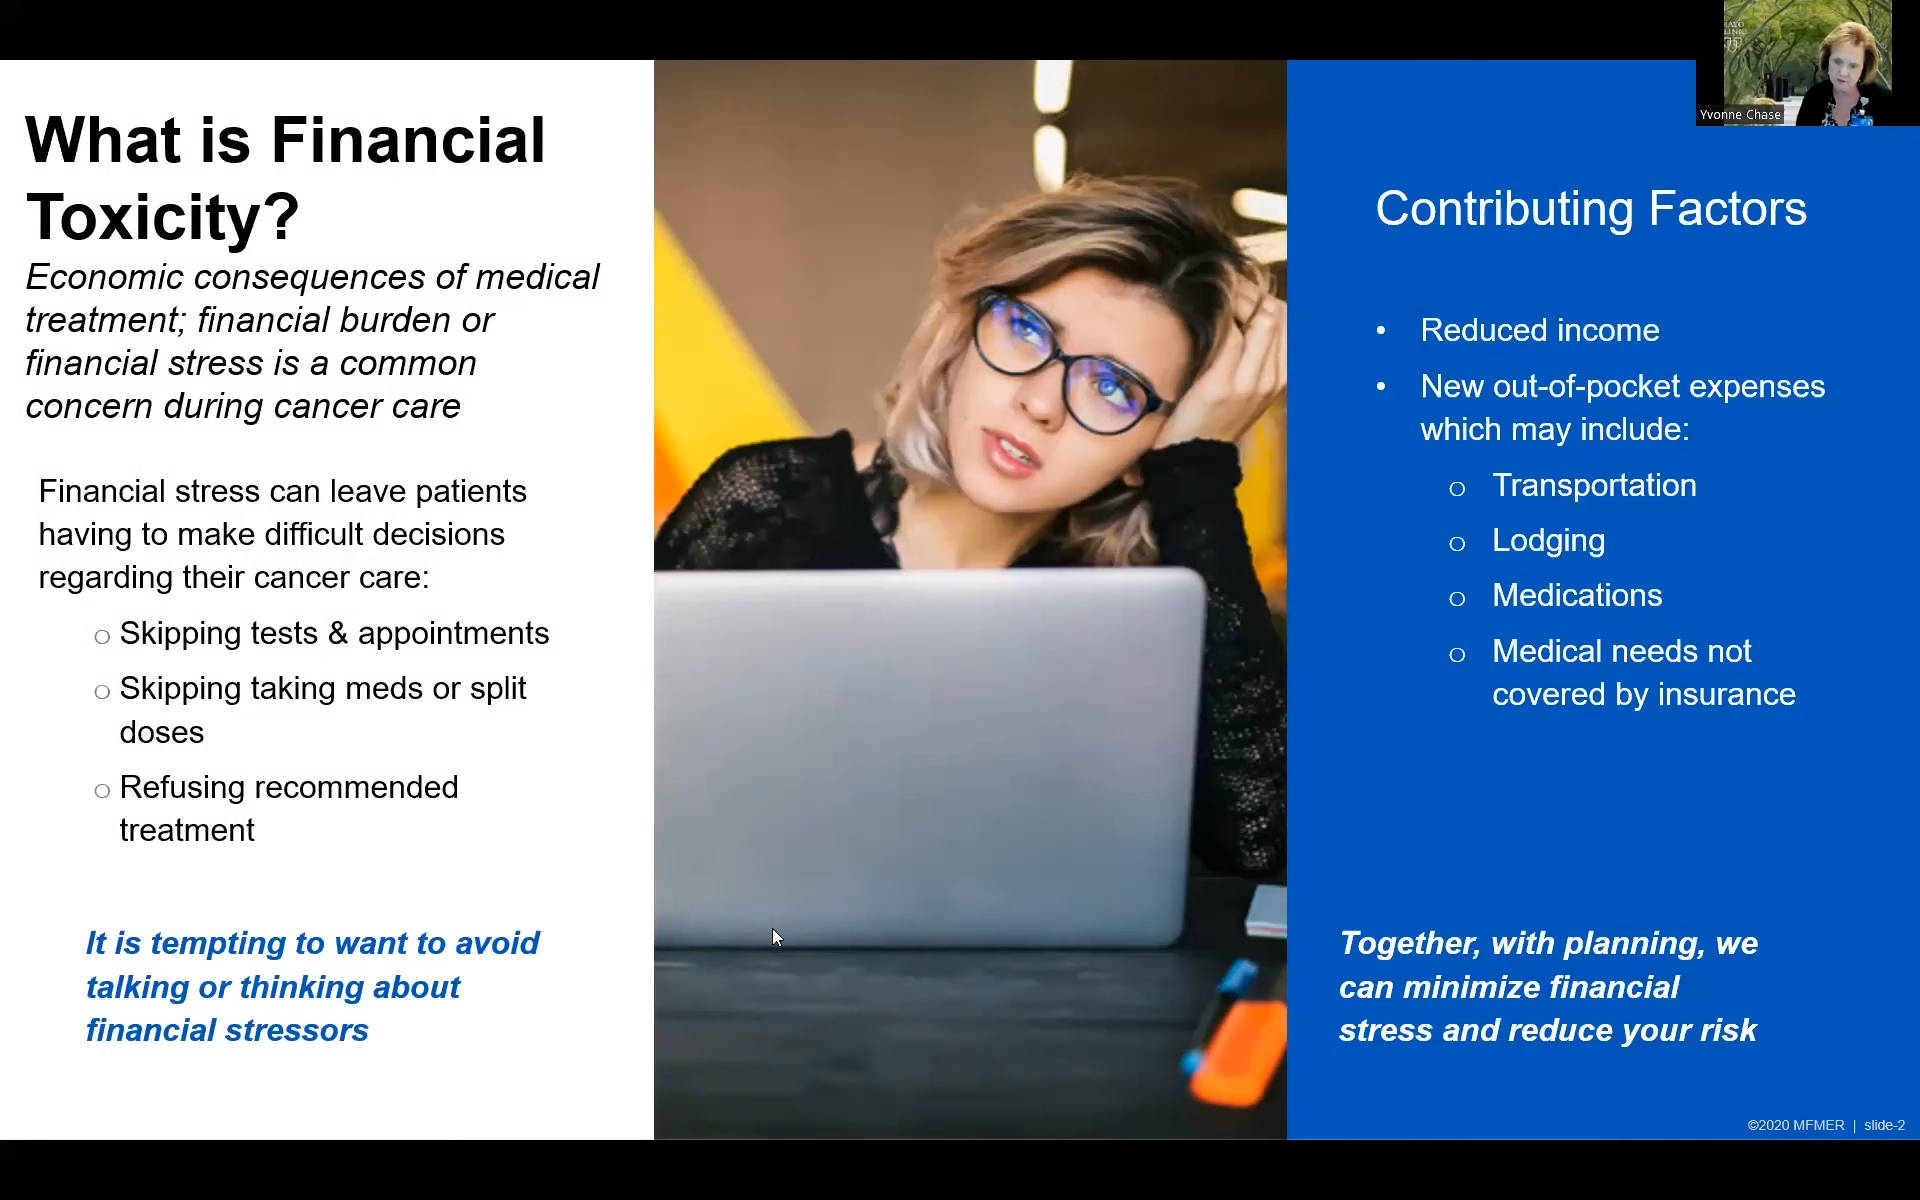 MAYO
CLINIC
Yvonne Chase
What is Financial
Toxicity?
Economic consequences of medical
treatment; financial burden or
financial stress is a common
concern during cancer care
Financial stress can leave patients
having to make difficult decisions
regarding their cancer care:
o Skipping tests & appointments
o Skipping taking meds or split
doses
o Refusing recommended
treatment
It is tempting to want to avoid
talking or thinking about
financial stressors
Contributing Factors
• Reduced income
• New out-of-pocket expenses
which may include:
o Transportation
o Lodging
o Medications
o Medical needs not
covered by insurance
Together, with planning, we
can minimize financial
stress and reduce your risk
©2020 MFMER | slide-2